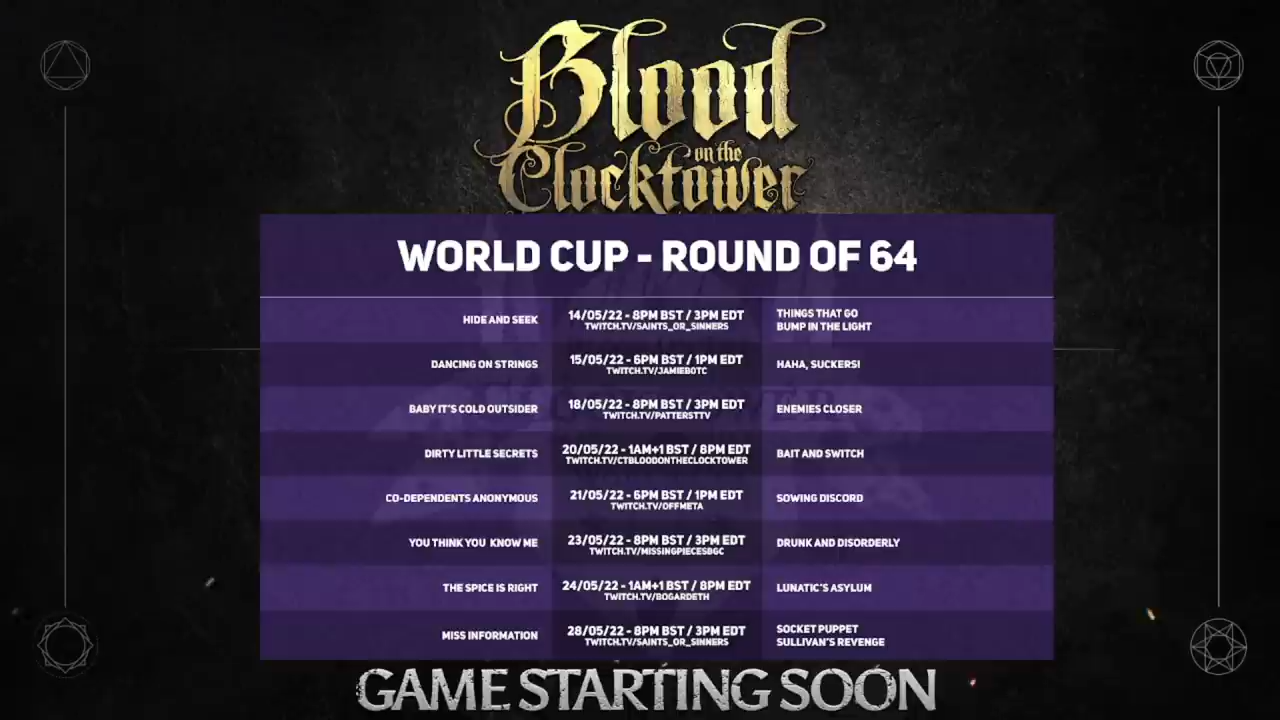 Blood
on the
Clocktower
WORLD CUP - ROUND OF 64
HIDE AND SEEK
14/05/22 - 8PM BST / 3PM EDT
TWITCH.TV/SAINTS_OR_SINNERS
THINGS THAT GO
BUMP IN THE LIGHT
DANCING ON STRINGS
15/05/22 - 6PM BST / 1PM EDT
TWITCH.TV/JAMIEBOTC
HAHA, SUCKERS!
BABY IT'S COLD OUTSIDER
18/05/22 - 8PM BST / 3PM EDT
TWITCH.TV/PATTERSTTV
ENEMIES CLOSER
DIRTY LITTLE SECRETS
20/05/22 - 1AM+1 BST / 8PM EDT
TWITCH.TV/CTBLOODONTHECLOCKTOWER
BAIT AND SWITCH
CO-DEPENDENTS ANONYMOUS
21/05/22 - 6PM BST / 1PM EDT
TWITCH.TV/OFFMETA
SOWING DISCORD
YOU THINK YOU KNOW ME
23/05/22 - 8PM BST / 3PM EDT
TWITCH.TV/MISSINGPIECESBGC
DRUNK AND DISORDERLY
THE SPICE IS RIGHT
24/05/22 - 1AM+1 BST / 8PM EDT
TWITCH.TV/BOGARDETH
LUNATIC'S ASYLUM
MISS INFORMATION
28/05/22 - 8PM BST / 3PM EDT
TWITCH.TV/SAINTS_OR_SINNERS
SOCKET PUPPET
SULLIVAN'S REVENGE
GAME STARTING SOON